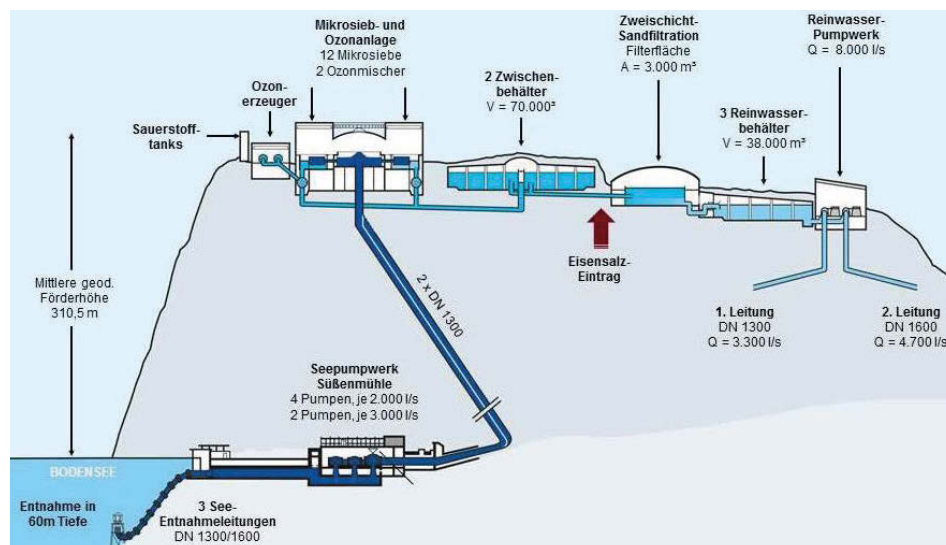 Mikrosieb- und
Ozonanlage
12 Mikrosiebe
2 Ozonmischer
Zweischicht-
Sandfiltration
Filterfläche
A = 3.000 m³
Reinwasser-
Pumpwerk
Q = 8.000 l/s
2 Zwischen-
behälter
V = 70.000³
Ozon-
erzeuger
3 Reinwasser-
behälter
V = 38.000 m³
Sauerstoff-
tanks
Eisensalz-
Eintrag
Mittlere geod.
Förderhöhe
310,5 m
2 x DN 1300
1. Leitung
DN 1300
Q = 3.300 l/s
2. Leitung
DN 1600
Q = 4.700 l/s
Seepumpwerk
Süßenmühle
4 Pumpen, je 2.000 l/s
2 Pumpen, je 3.000 l/s
BODENSEE
Entnahme in
60m Tiefe
3 See-
Entnahmeleitungen
DN 1300/1600